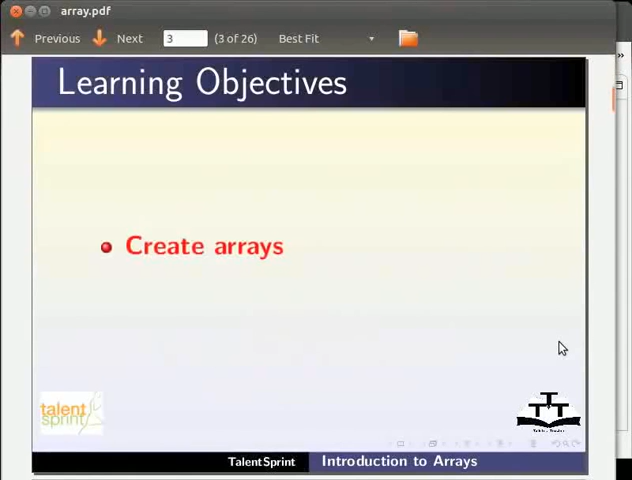 array.pdf
Previous Next 3 (3 of 26) Best Fit
Learning Objectives
Create arrays
talent
sprint
TTT
TalentSprint Introduction to Arrays